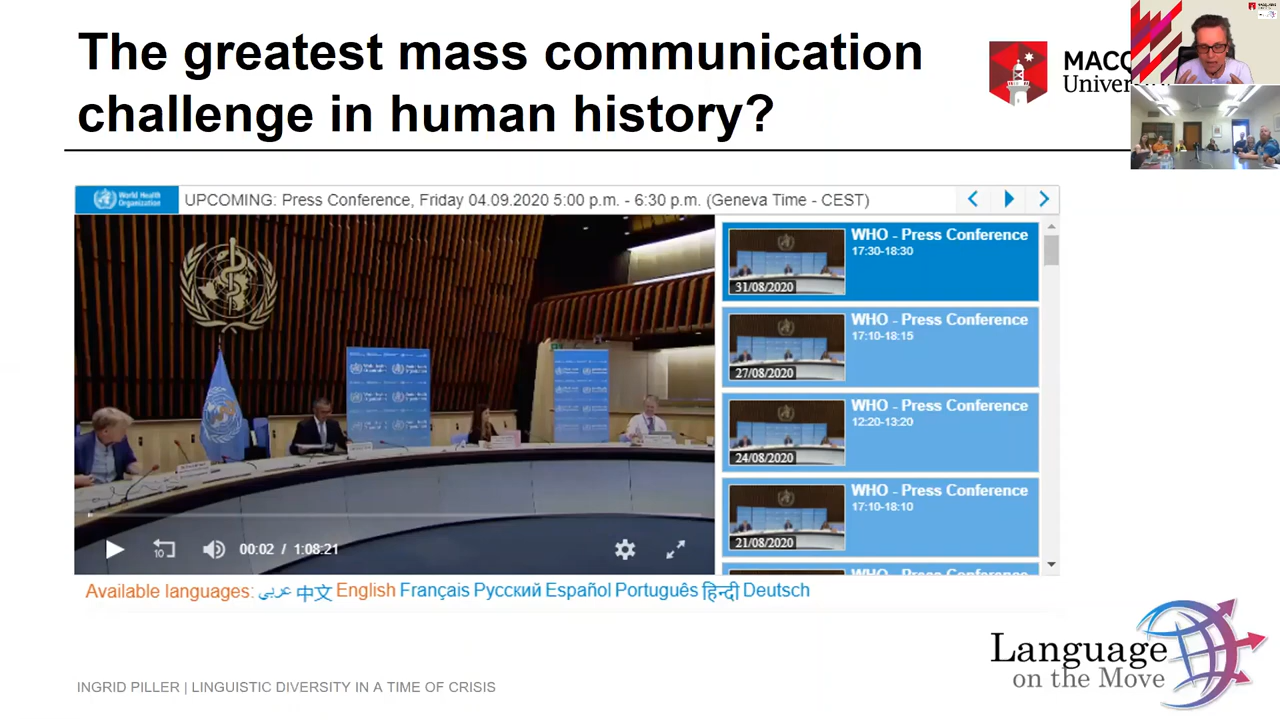 The greatest mass communication
challenge in human history?
MACQ
Univer
World Health
Organization
UPCOMING: Press Conference, Friday 04.09.2020 5:00 p.m. - 6:30 p.m. (Geneva Time - CEST)
WHO - Press Conference
17:30-18:30
31/08/2020
WHO - Press Conference
17:10-18:15
27/08/2020
WHO - Press Conference
12:20-13:20
24/08/2020
WHO - Press Conference
17:10-18:10
21/08/2020
10
00:02 / 1:08:21
Available languages: عربي 中文 English Français Русский Español Português हिन्दी Deutsch
Language
on the Move
INGRID PILLER | LINGUISTIC DIVERSITY IN A TIME OF CRISIS